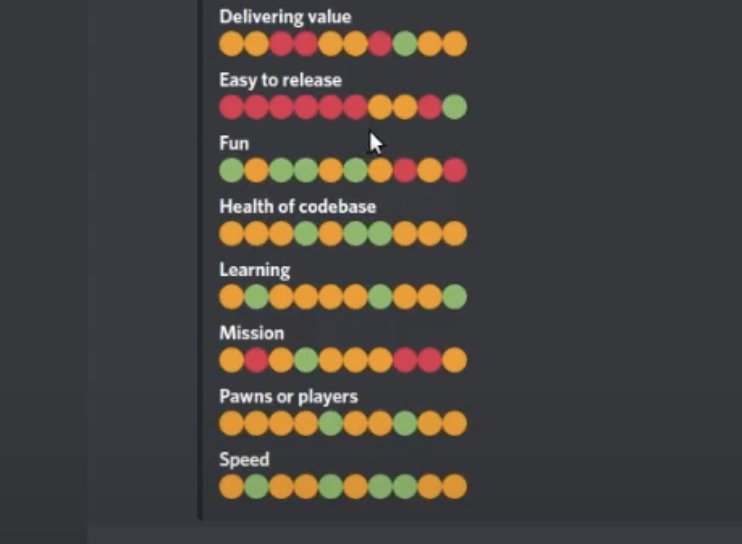 Delivering value
Easy to release
Fun
Health of codebase
Learning
Mission
Pawns or players
Speed